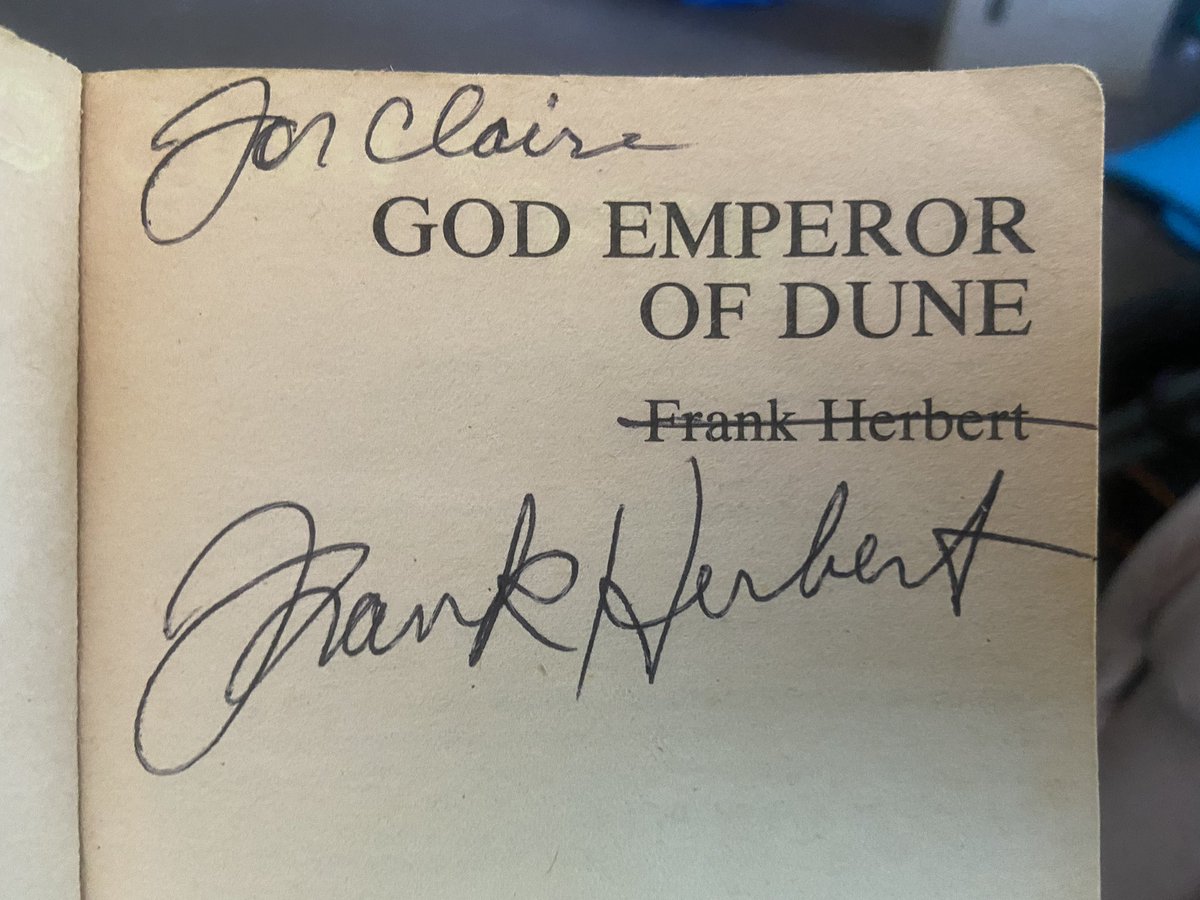 For Claire
GOD EMPEROR
OF DUNE
Frank Herbert
Frank Herbert